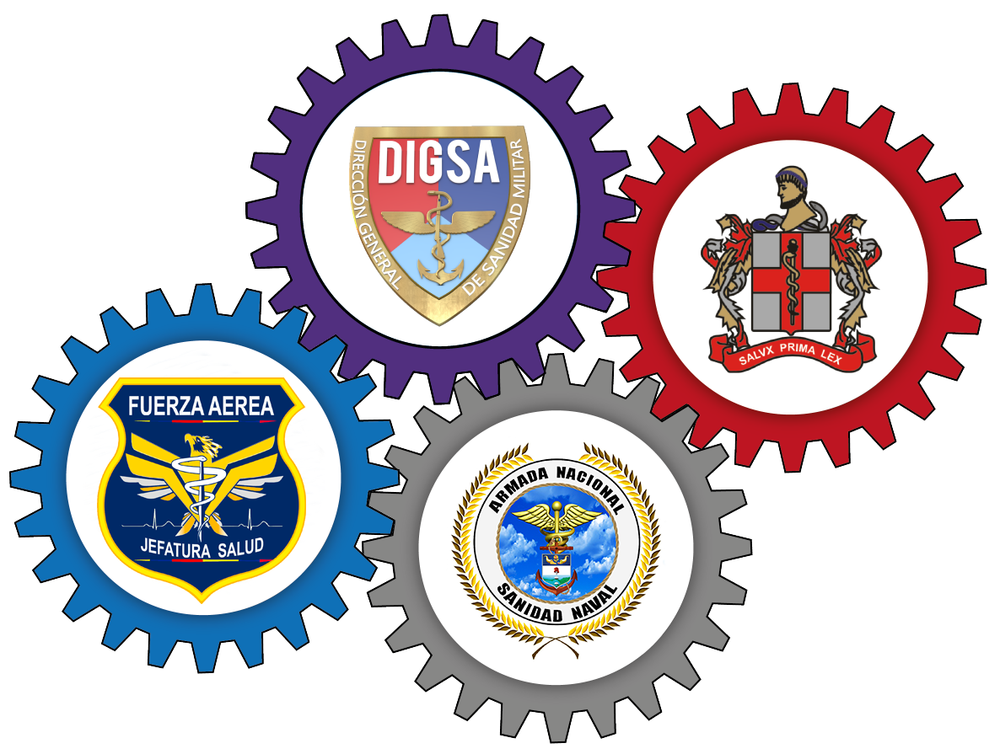 DIGSA
DIRECCIÓN GENERAL
DE SANIDAD MILITAR
SALVX PRIMA LEX
FUERZA AEREA
JEFATURA SALUD
ARMADA NACIONAL
SANIDAD NAVAL